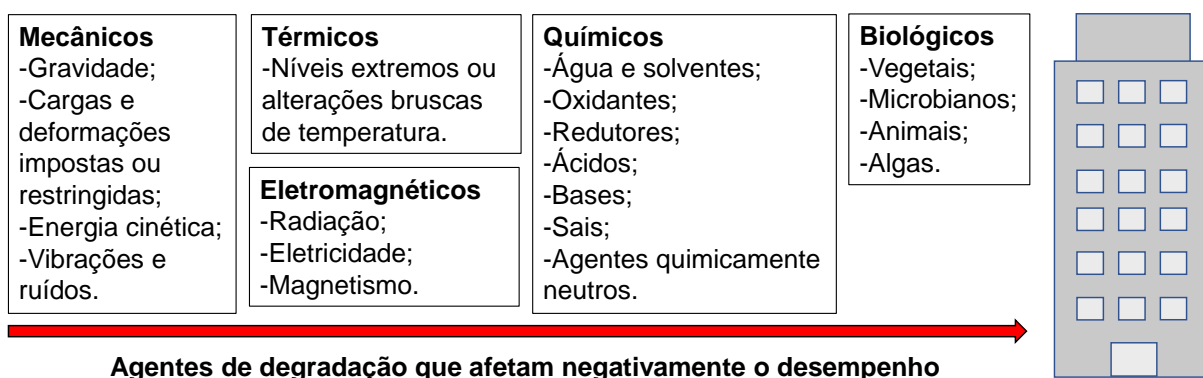 Mecânicos
-Gravidade;
-Cargas e
deformações
impostas ou
restringidas;
-Energia cinética;
-Vibrações e
ruídos.
Térmicos
-Níveis extremos ou
alterações bruscas
de temperatura.
Eletromagnéticos
-Radiação;
-Eletricidade;
-Magnetismo.
Químicos
-Água e solventes;
-Oxidantes;
-Redutores;
-Ácidos;
-Bases;
-Sais;
-Agentes quimicamente
neutros.
Biológicos
-Vegetais;
-Microbianos;
-Animais;
-Algas.
Agentes de degradação que afetam negativamente o desempenho